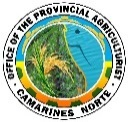 OFFICE OF THE PROVINCIAL AGRICULTURIST
CAMARINES NORTE